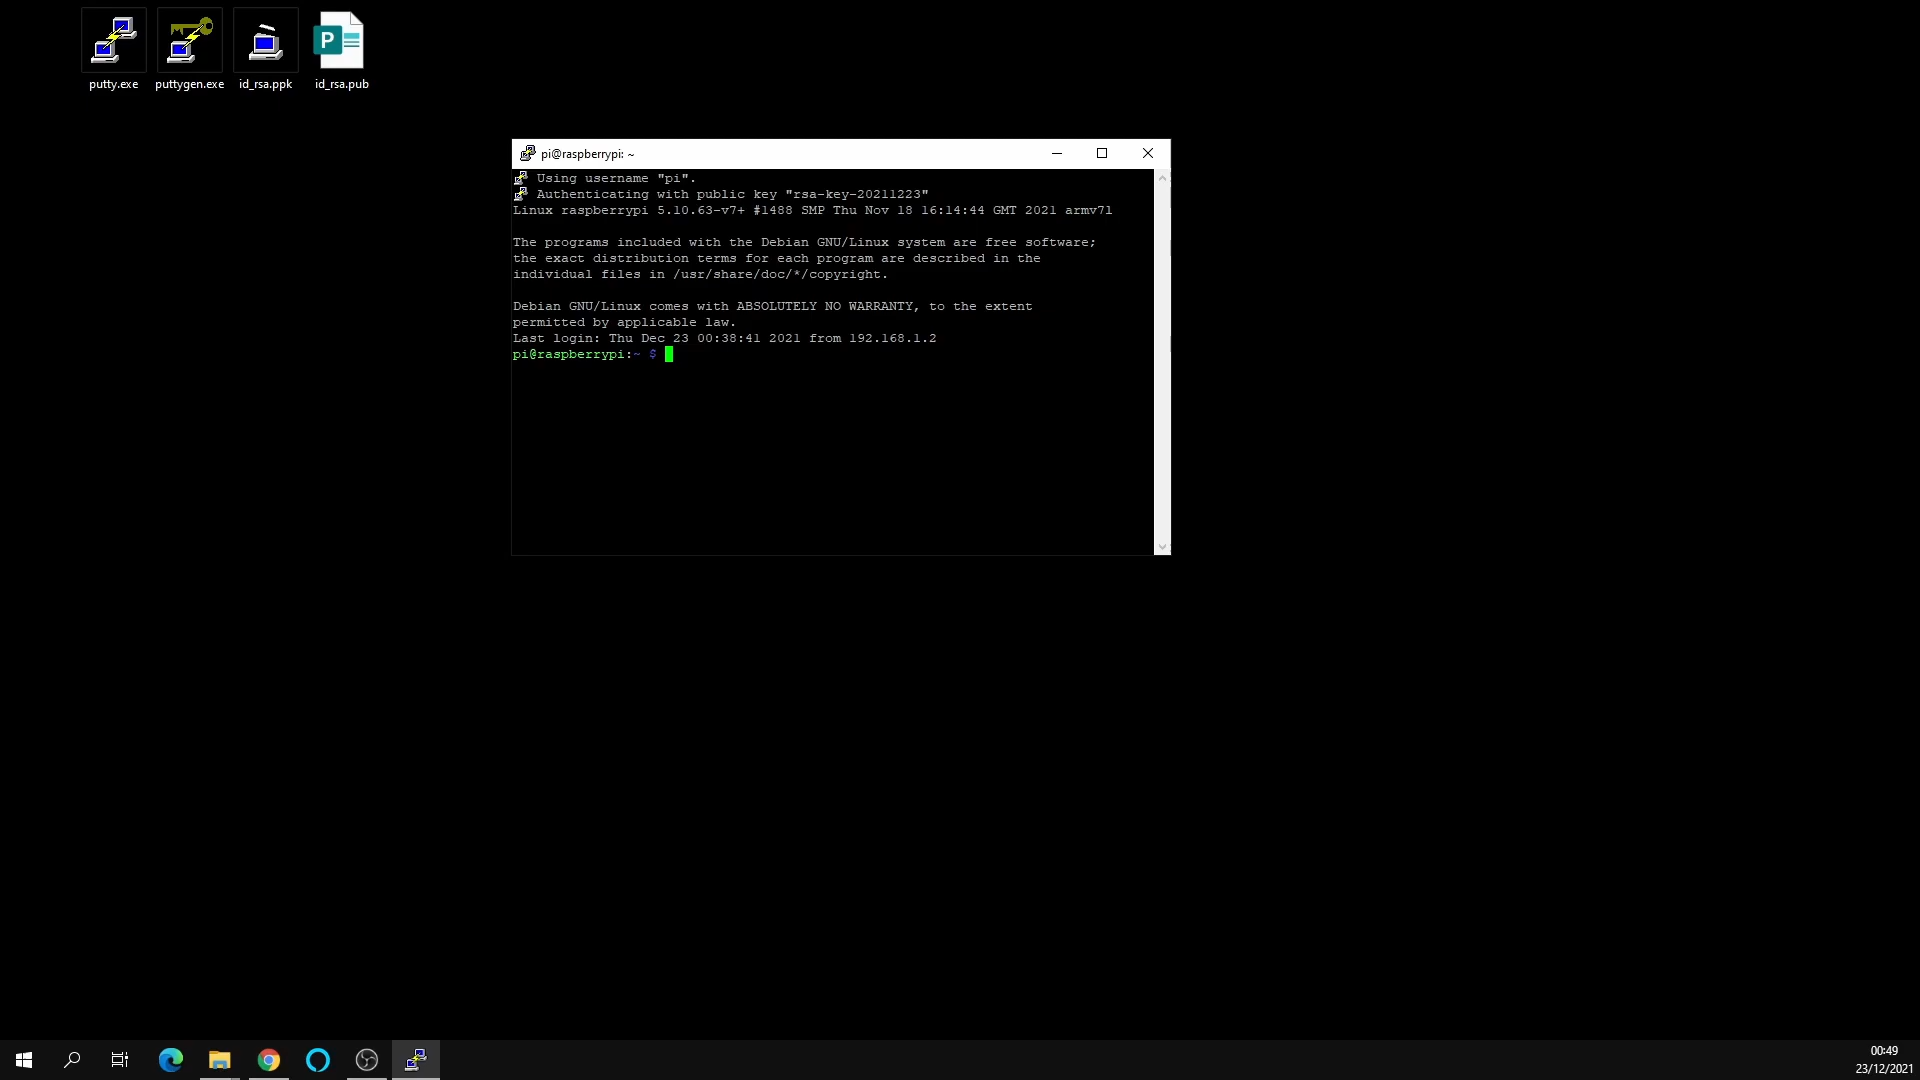 putty.exe
puttygen.exe
id_rsa.ppk
id_rsa.pub
pi@raspberrypi: ~
Using username "pi".
Authenticating with public key "rsa-key-20211223"
Linux raspberrypi 5.10.63-v7+ #1488 SMP Thu Nov 18 16:14:44 GMT 2021 armv7l
The programs included with the Debian GNU/Linux system are free software;
the exact distribution terms for each program are described in the
individual files in /usr/share/doc/*/copyright.
Debian GNU/Linux comes with ABSOLUTELY NO WARRANTY, to the extent
permitted by applicable law.
Last login: Thu Dec 23 00:38:41 2021 from 192.168.1.2
pi@raspberrypi:~ $
00:49
23/12/2021